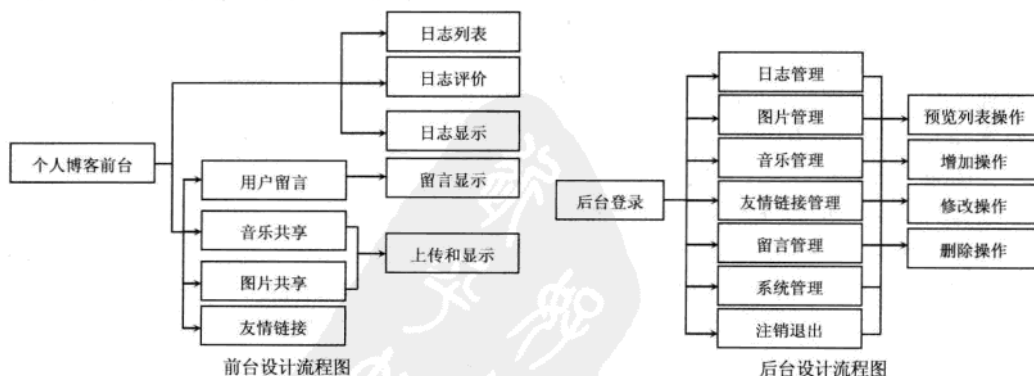 日志列表
日志评价
日志显示
个人博客前台
用户留言
留言显示
音乐共享
上传和显示
图片共享
友情链接
前台设计流程图
日志管理
图片管理
预览列表操作
音乐管理
增加操作
后台登录
友情链接管理
修改操作
留言管理
删除操作
系统管理
注销退出
后台设计流程图